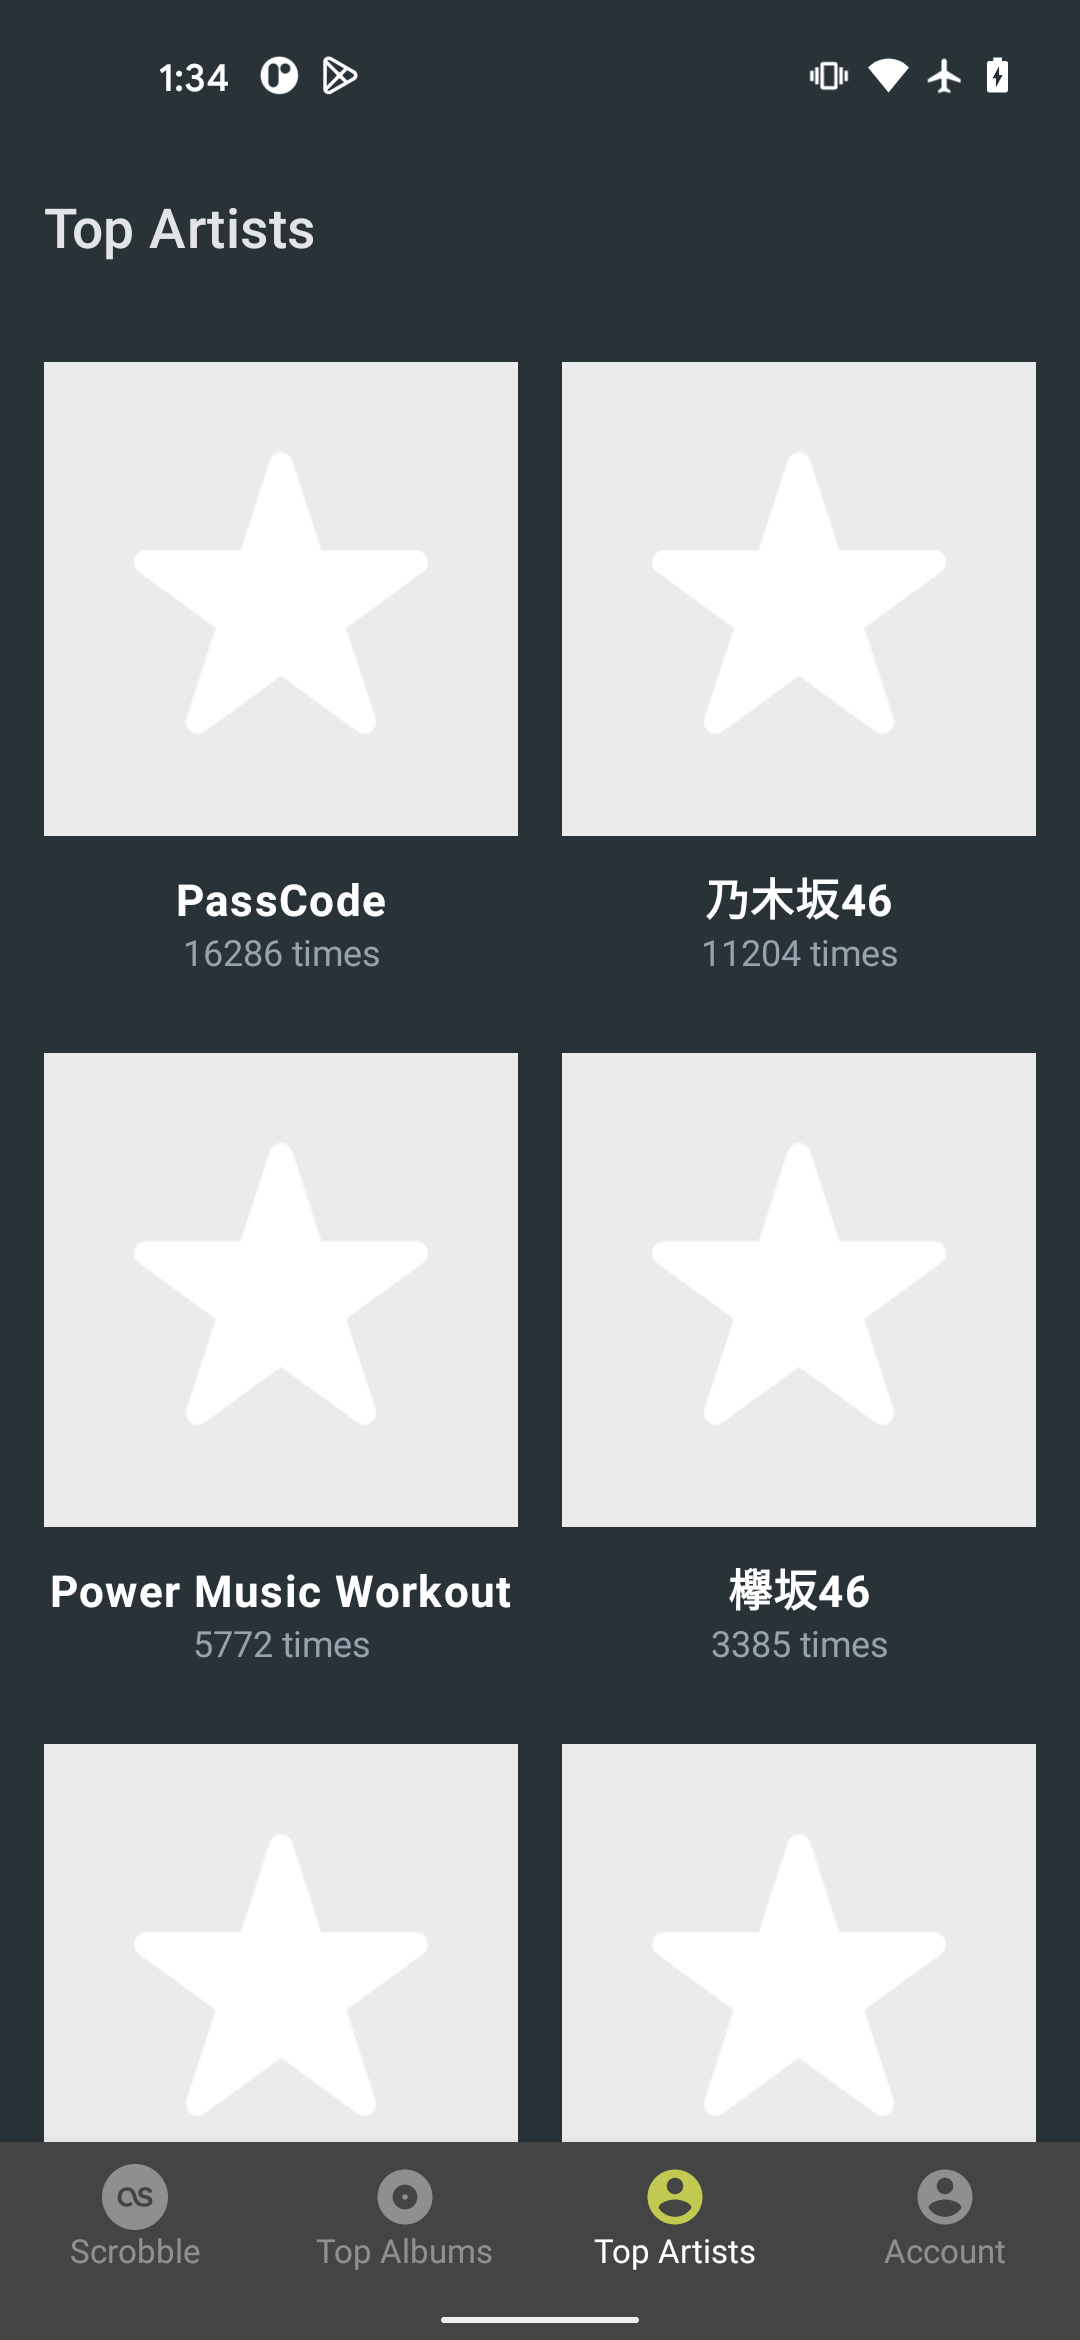 1:34
Top Artists
PassCode
16286 times
乃木坂46
11204 times
Power Music Workout
5772 times
欅坂46
3385 times
Scrobble
Top Albums
Top Artists
Account